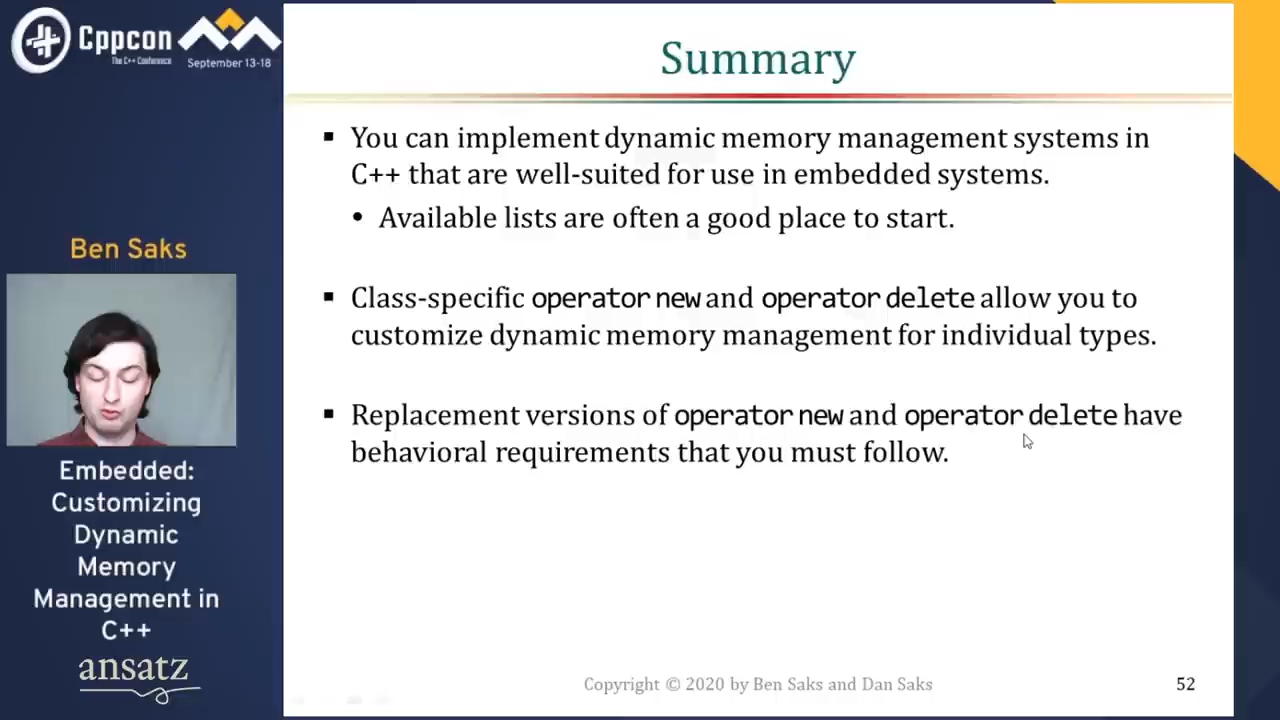 Cppcon
The C++ Conference
September 13-18
Ben Saks
Embedded:
Customizing
Dynamic
Memory
Management in
C++
ansatz
Summary
▪ You can implement dynamic memory management systems in
C++ that are well-suited for use in embedded systems.
• Available lists are often a good place to start.
▪ Class-specific operator new and operator delete allow you to
customize dynamic memory management for individual types.
▪ Replacement versions of operator new and operator delete have
behavioral requirements that you must follow.
Copyright © 2020 by Ben Saks and Dan Saks
52